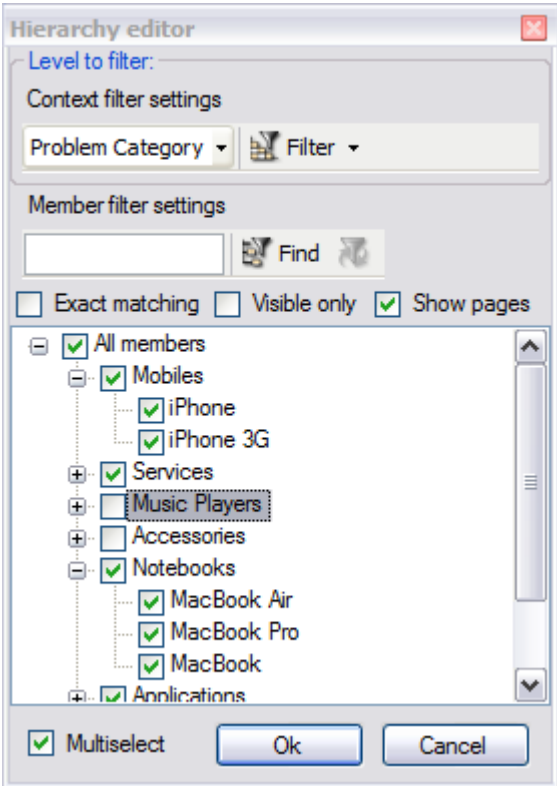 Hierarchy editor
Level to filter:
Context filter settings
Problem Category Filter
Member filter settings
Find
Exact matching Visible only Show pages
All members
Mobiles
iPhone
iPhone 3G
Services
Music Players
Accessories
Notebooks
MacBook Air
MacBook Pro
MacBook
Applications
Multiselect Ok Cancel